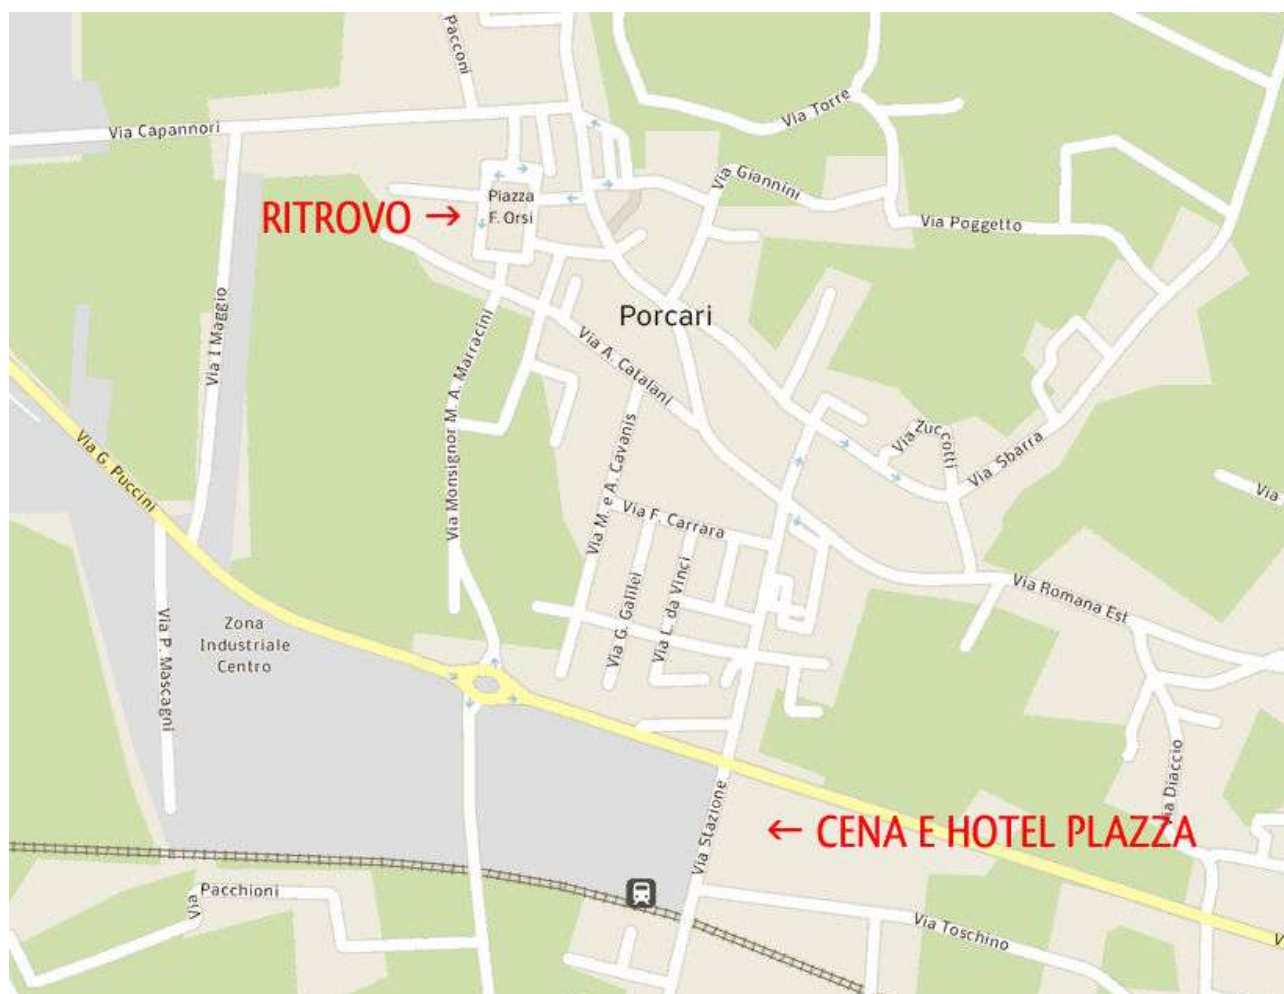 Pacconi
Via Capannori
Via Torre
Via Giannini
Piazza
F. Orsi
RITROVO →
Via Poggetto
Porcari
Via I Maggio
Via Monsignor M. A. Marracini
Via A. Catalani
Via G. Puccini
Via M. e A. Cavanis
Via Zuccotti
Via Sbarra
Via
Via F. Carrara
Via G. Galilei
Via L. da Vinci
Via Romana Est
Zona
Industriale
Centro
Via P. Mascagni
Via Diaccio
Via Stazione
← CENA E HOTEL PLAZZA
Via Pacchioni
Via Toschino
V